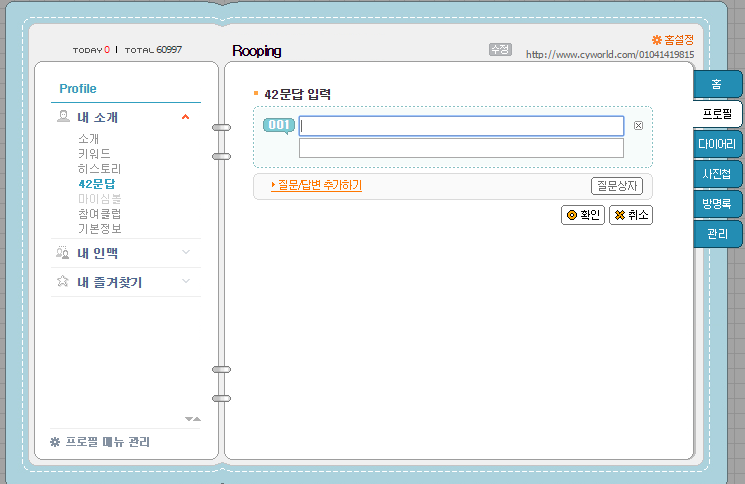 TODAY 0 | TOTAL 60997
Rooping
수정
홈설정
http://www.cyworld.com/01041419815
Profile
내 소개
소개
키워드
히스토리
42문답
마이심볼
참여클럽
기본정보
내 인맥
내 즐겨찾기
프로필 메뉴 관리
42문답 입력
001
질문/답변 추가하기
질문상자
확인
취소
홈
프로필
다이어리
사진첩
방명록
관리